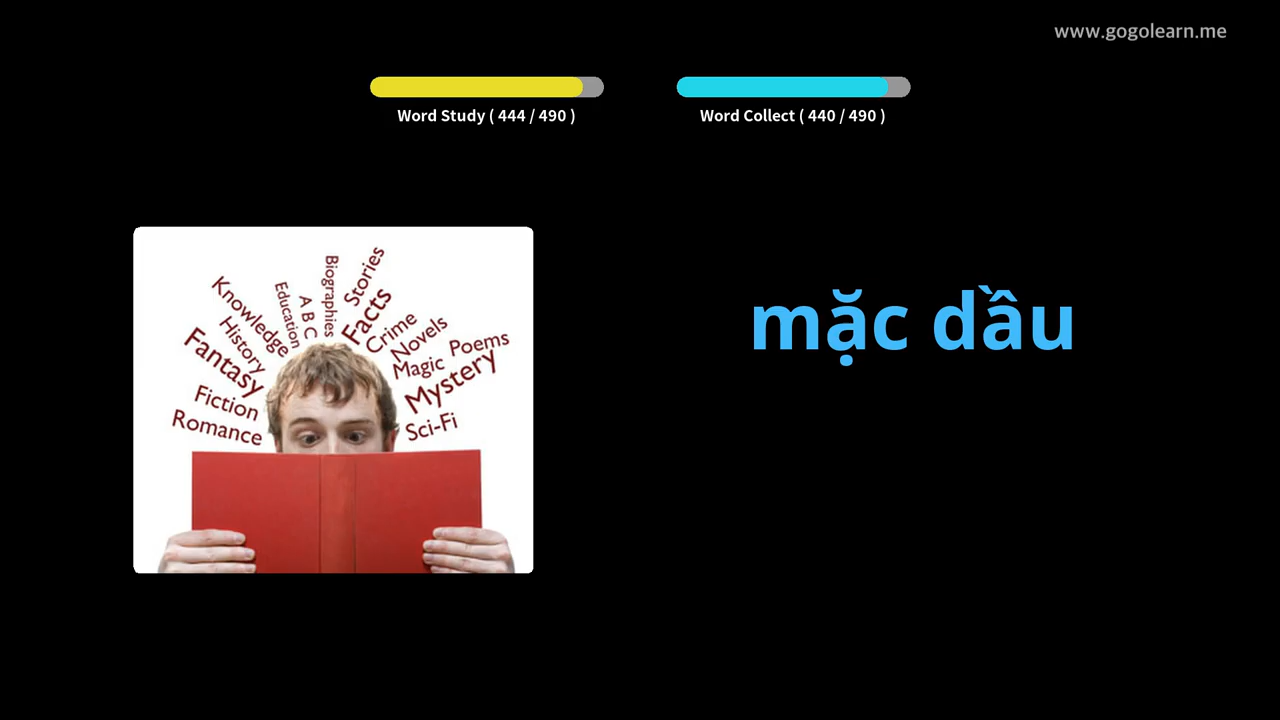 www.gogolearn.me
Word Study ( 444 / 490 )
Word Collect ( 440 / 490 )
mặc dầu
Biographies
Stories
Education
A B C
Facts
Knowledge
Crime
History
Novels
Fantasy
Magic
Poems
Mystery
Fiction
Romance
Sci-Fi